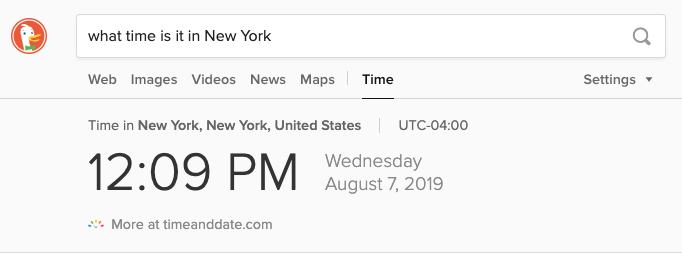 what time is it in New York
Web Images Videos News Maps Time Settings
Time in New York, New York, United States UTC-04:00
12:09 PM
Wednesday
August 7, 2019
More at timeanddate.com